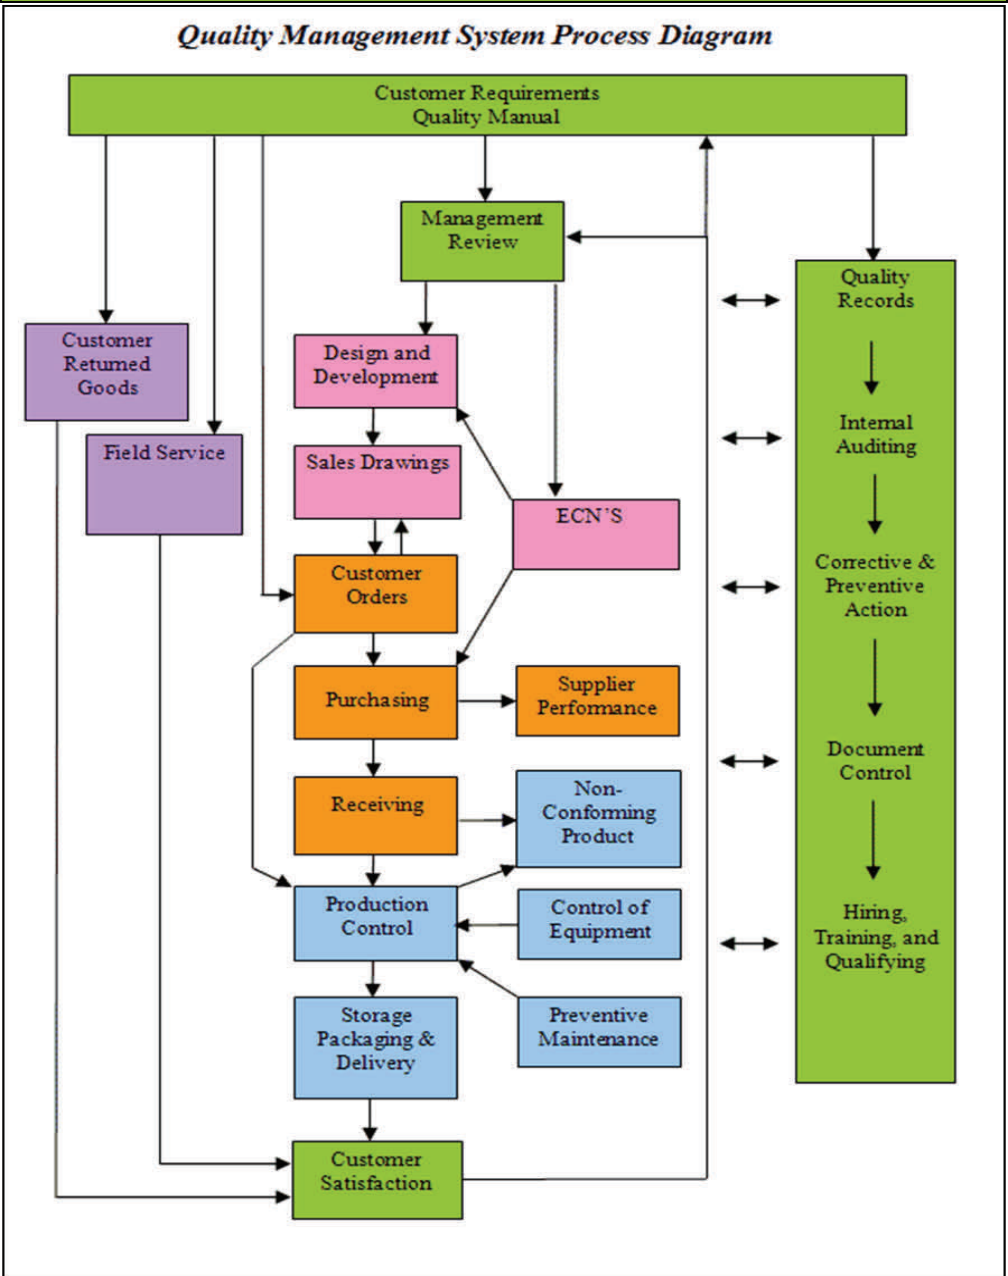 Quality Management System Process Diagram
Customer Requirements
Quality Manual
Management
Review
Quality
Records
Customer
Returned
Goods
Design and
Development
Field Service
Sales Drawings
Internal
Auditing
ECN'S
Customer
Orders
Corrective &
Preventive
Action
Purchasing
Supplier
Performance
Document
Control
Receiving
Non-
Conforming
Product
Production
Control
Control of
Equipment
Hiring,
Training, and
Qualifying
Storage
Packaging &
Delivery
Preventive
Maintenance
Customer
Satisfaction